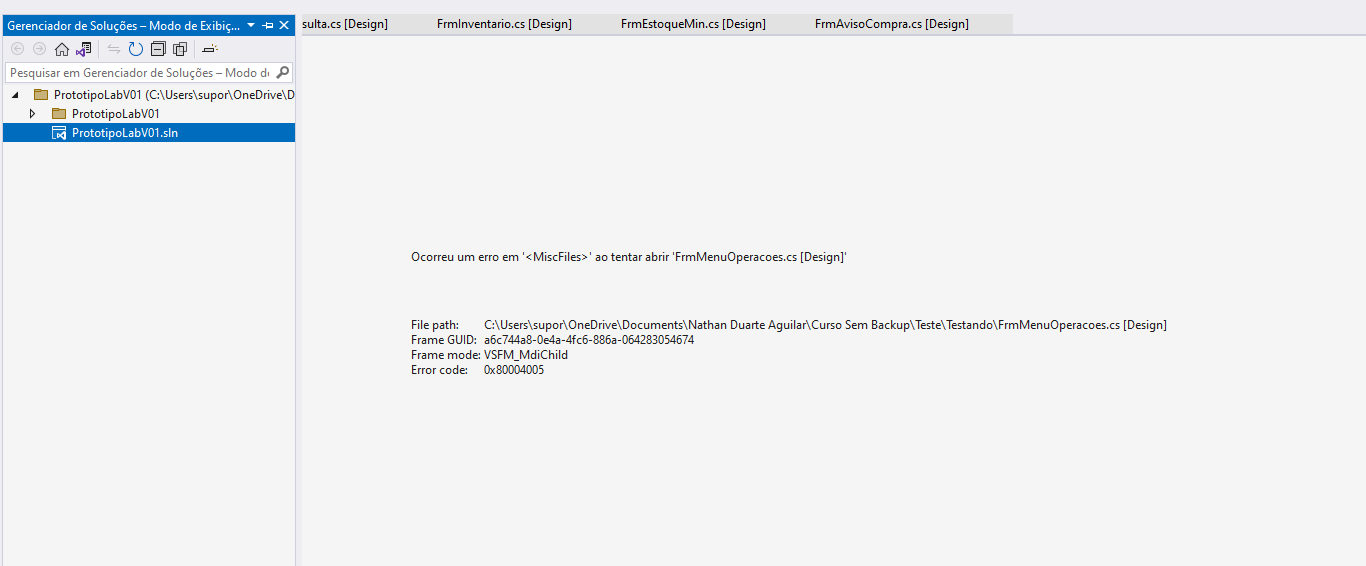 Gerenciador de Soluções – Modo de Exibiç...
sulta.cs [Design]
FrmInventario.cs [Design]
FrmEstoqueMin.cs [Design]
FrmAvisoCompra.cs [Design]
Pesquisar em Gerenciador de Soluções – Modo d
PrototipoLabV01 (C:\Users\supor\OneDrive\D
PrototipoLabV01
PrototipoLabV01.sln
Ocorreu um erro em '<MiscFiles>' ao tentar abrir 'FrmMenuOperacoes.cs [Design]'
File path: C:\Users\supor\OneDrive\Documents\Nathan Duarte Aguilar\Curso Sem Backup\Teste\Testando\FrmMenuOperacoes.cs [Design]
Frame GUID: a6c744a8-0e4a-4fc6-886a-064283054674
Frame mode: VSFM_MdiChild
Error code: 0x80004005